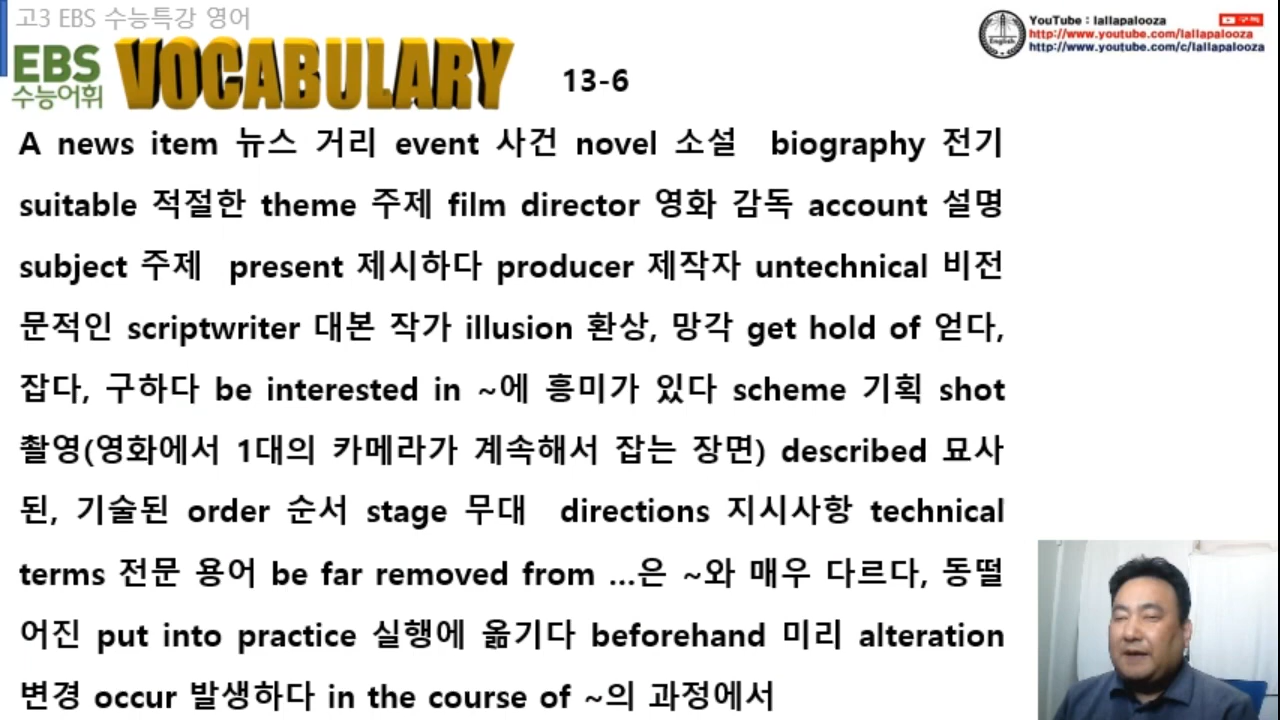 고3 EBS 수능특강 영어
YouTube : lallapalooza 구독
http://www.youtube.com/lallapalooza
http://www.youtube.com/c/lallapalooza
English
EBS VOCABULARY
수능어휘
13-6
A news item 뉴스 거리 event 사건 novel 소설 biography 전기
suitable 적절한 theme 주제 film director 영화 감독 account 설명
subject 주제 present 제시하다 producer 제작자 untechnical 비전
문적인 scriptwriter 대본 작가 illusion 환상, 망각 get hold of 얻다,
잡다, 구하다 be interested in ~에 흥미가 있다 scheme 기획 shot
촬영(영화에서 1대의 카메라가 계속해서 잡는 장면) described 묘사
된, 기술된 order 순서 stage 무대 directions 지시사항 technical
terms 전문 용어 be far removed from ...은 ~와 매우 다르다, 동떨
어진 put into practice 실행에 옮기다 beforehand 미리 alteration
변경 occur 발생하다 in the course of ~의 과정에서